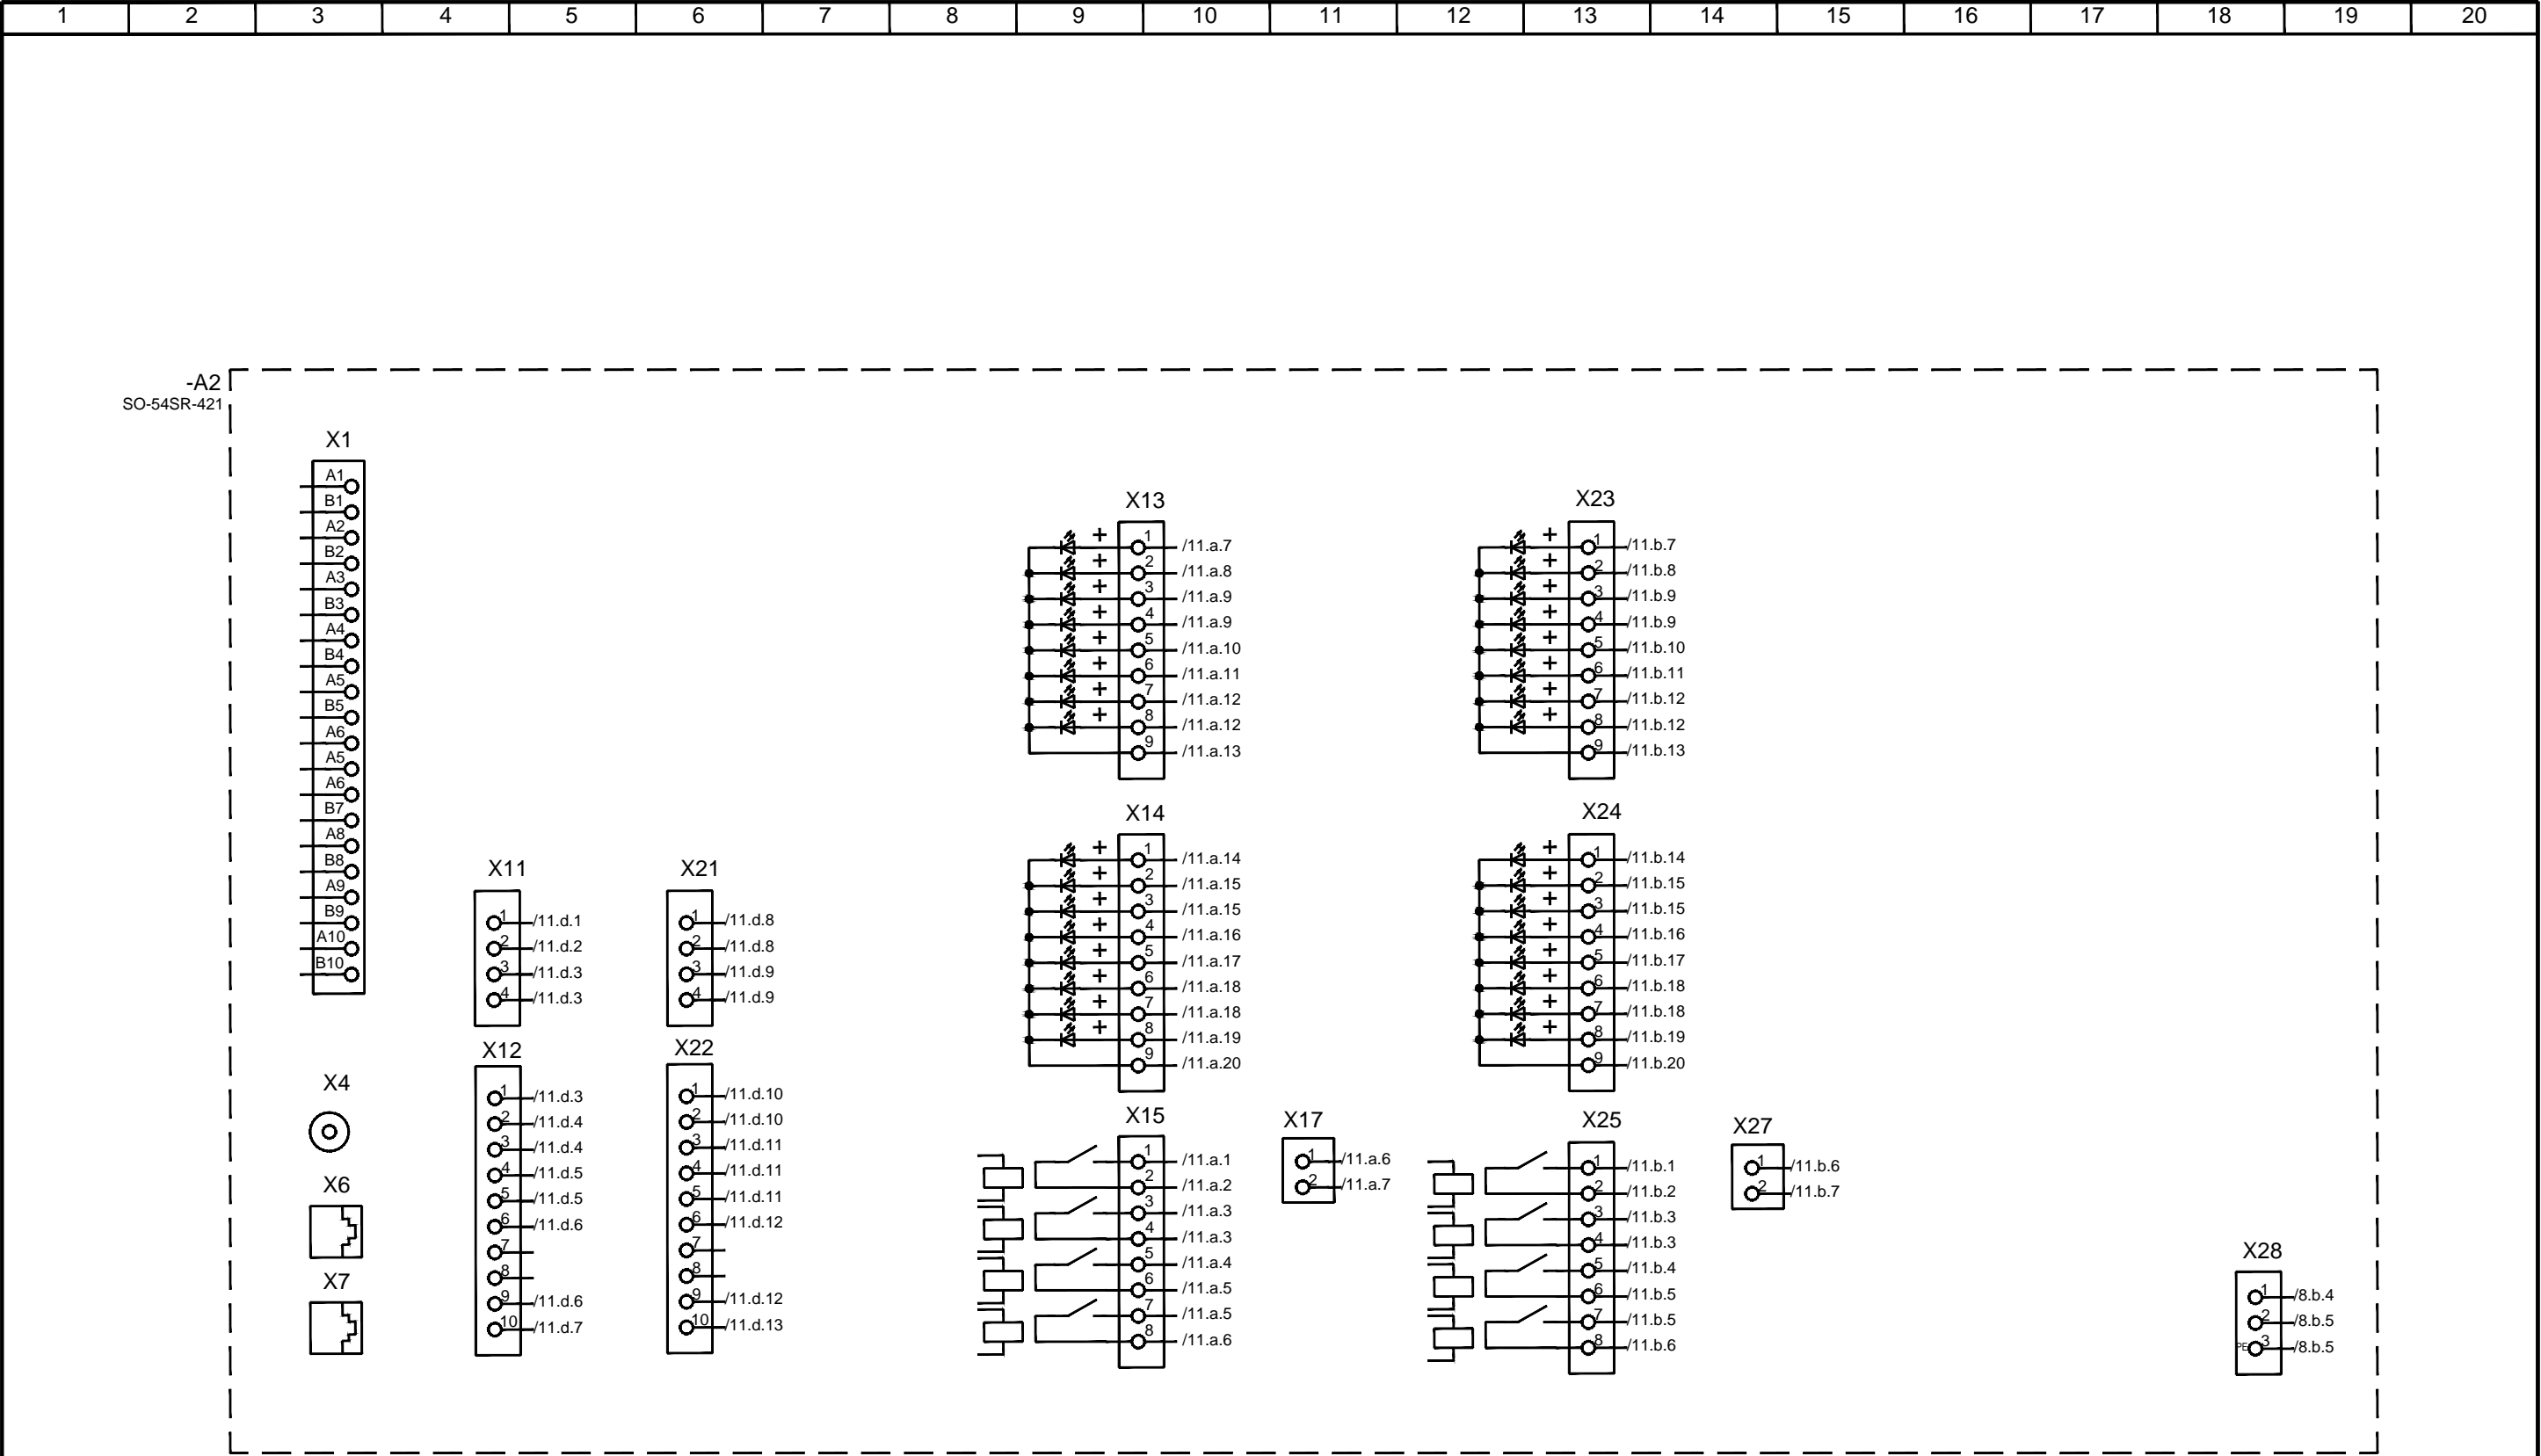 1 2 3 4 5 6 7 8 9 10 11 12 13 14 15 16 17 18 19 20
-A2
SO-54SR-421
X1
A1
B1
A2
B2
A3
B3
A4
B4
A5
B5
A6
A5
A6
B7
A8
B8
A9
B9
A10
B10
X4
X6
X7
X11
1 /11.d.1
2 /11.d.2
3 /11.d.3
4 /11.d.3
X12
1 /11.d.3
2 /11.d.4
3 /11.d.4
4 /11.d.5
5 /11.d.5
6 /11.d.6
7
8
9 /11.d.6
10 /11.d.7
X21
1 /11.d.8
2 /11.d.8
3 /11.d.9
4 /11.d.9
X22
1 /11.d.10
2 /11.d.10
3 /11.d.11
4 /11.d.11
5 /11.d.11
6 /11.d.12
7
8
9 /11.d.12
10 /11.d.13
X13
+ 1 /11.a.7
+ 2 /11.a.8
+ 3 /11.a.9
+ 4 /11.a.9
+ 5 /11.a.10
+ 6 /11.a.11
+ 7 /11.a.12
+ 8 /11.a.12
9 /11.a.13
X14
+ 1 /11.a.14
+ 2 /11.a.15
+ 3 /11.a.15
+ 4 /11.a.16
+ 5 /11.a.17
+ 6 /11.a.18
+ 7 /11.a.18
+ 8 /11.a.19
9 /11.a.20
X15
1 /11.a.1
2 /11.a.2
3 /11.a.3
4 /11.a.3
5 /11.a.4
6 /11.a.5
7 /11.a.5
8 /11.a.6
X17
1 /11.a.6
2 /11.a.7
X23
+ 1 /11.b.7
+ 2 /11.b.8
+ 3 /11.b.9
+ 4 /11.b.9
+ 5 /11.b.10
+ 6 /11.b.11
+ 7 /11.b.12
+ 8 /11.b.12
9 /11.b.13
X24
+ 1 /11.b.14
+ 2 /11.b.15
+ 3 /11.b.15
+ 4 /11.b.16
+ 5 /11.b.17
+ 6 /11.b.18
+ 7 /11.b.18
+ 8 /11.b.19
9 /11.b.20
X25
1 /11.b.1
2 /11.b.2
3 /11.b.3
4 /11.b.3
5 /11.b.4
6 /11.b.5
7 /11.b.5
8 /11.b.6
X27
1 /11.b.6
2 /11.b.7
X28
1 /8.b.4
2 /8.b.5
PE 3 /8.b.5